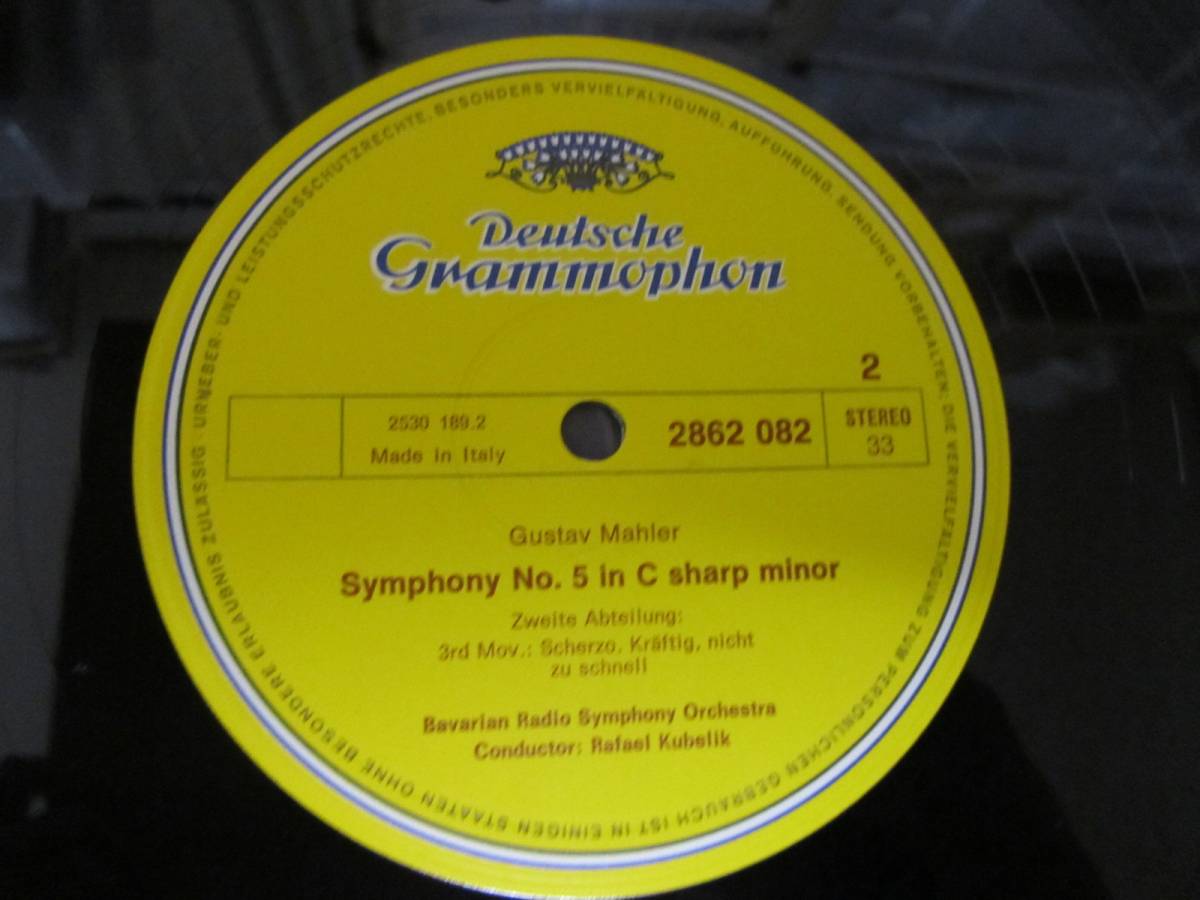 Deutsche
Grammophon
2
2530 189.2
Made in Italy
2862 082
STEREO
33
Gustav Mahler
Symphony No. 5 in C sharp minor
Zweite Abteilung:
3rd Mov.: Scherzo. Kräftig, nicht
zu schnell
Bavarian Radio Symphony Orchestra
Conductor: Rafael Kubelik
URHEBER- UND LEISTUNGSSCHUTZRECHTE, BESONDERS VERVIELFÄLTIGUNG, AUFFÜHRUNG, SENDUNG VORBEHALTEN; DIE VERVIELFÄLTIGUNG ZUM PERSÖNLICHEN GEBRAUCH IST IN EINIGEN STAATEN OHNE BESONDERE ERLAUBNIS ZULÄSSIG ·